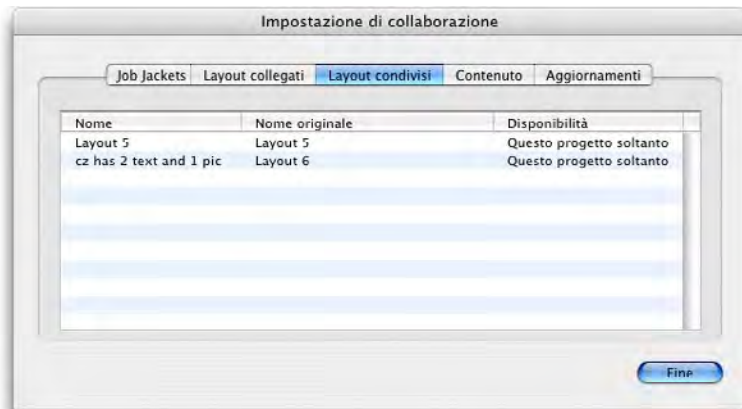 Impostazione di collaborazione
Job Jackets Layout collegati Layout condivisi Contenuto Aggiornamenti
Nome Nome originale Disponibilità
Layout 5 Layout 5 Questo progetto soltanto
cz has 2 text and 1 pic Layout 6 Questo progetto soltanto
Fine